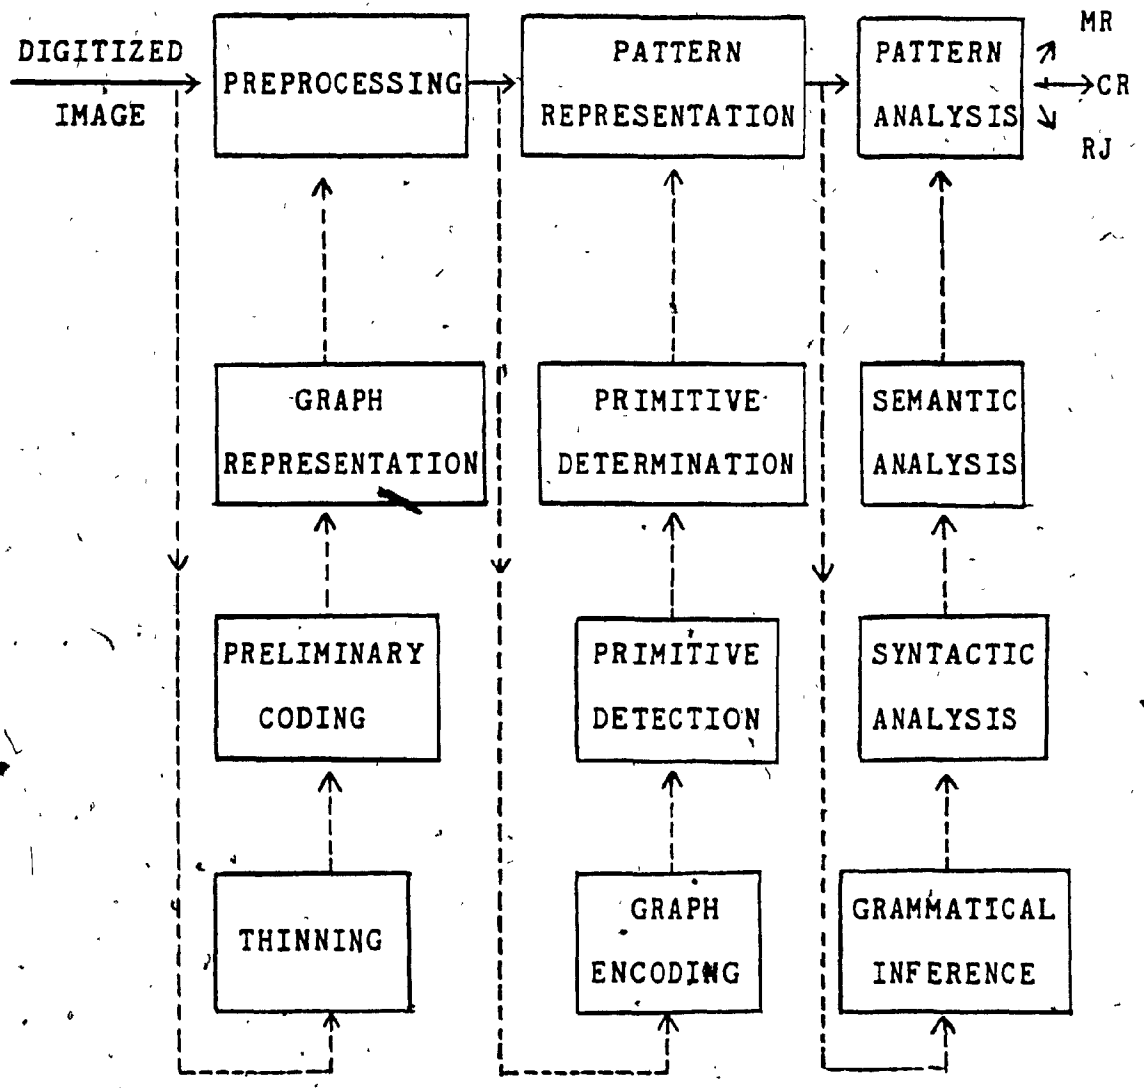 DIGITIZED
IMAGE
PREPROCESSING
PATTERN
REPRESENTATION
PATTERN
ANALYSIS
MR
CR
RJ
GRAPH
REPRESENTATION
PRIMITIVE
DETERMINATION
SEMANTIC
ANALYSIS
PRELIMINARY
CODING
PRIMITIVE
DETECTION
SYNTACTIC
ANALYSIS
THINNING
GRAPH
ENCODING
GRAMMATICAL
INFERENCE